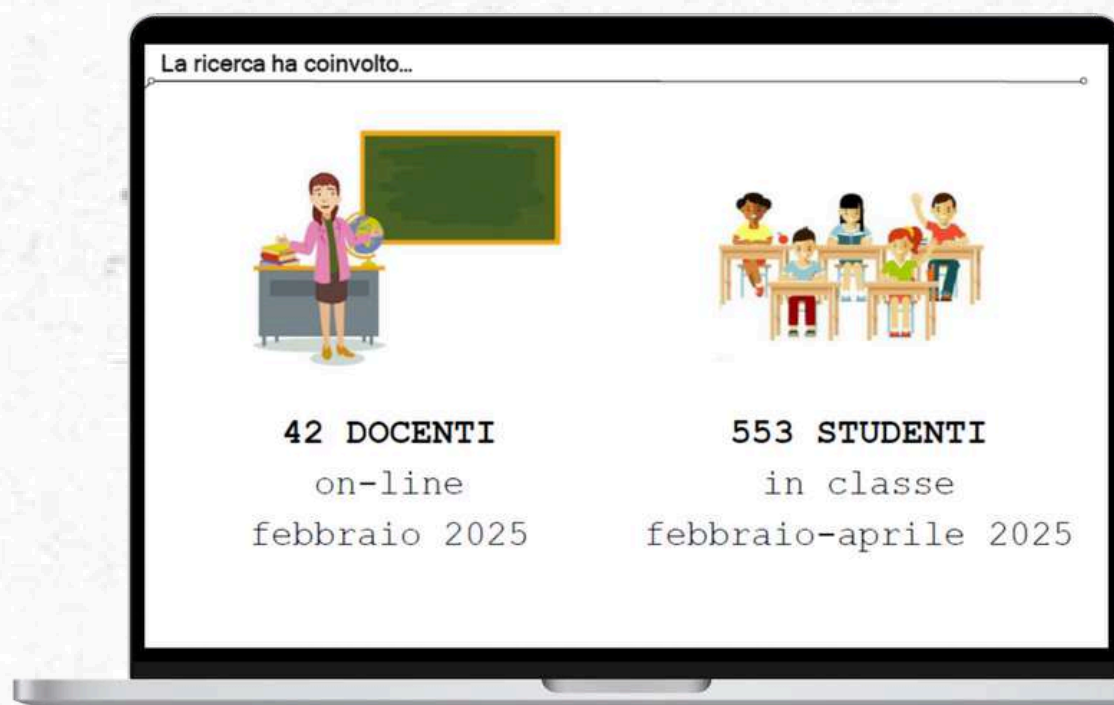 La ricerca ha coinvolto...
42 DOCENTI
on-line
febbraio 2025
553 STUDENTI
in classe
febbraio-aprile 2025